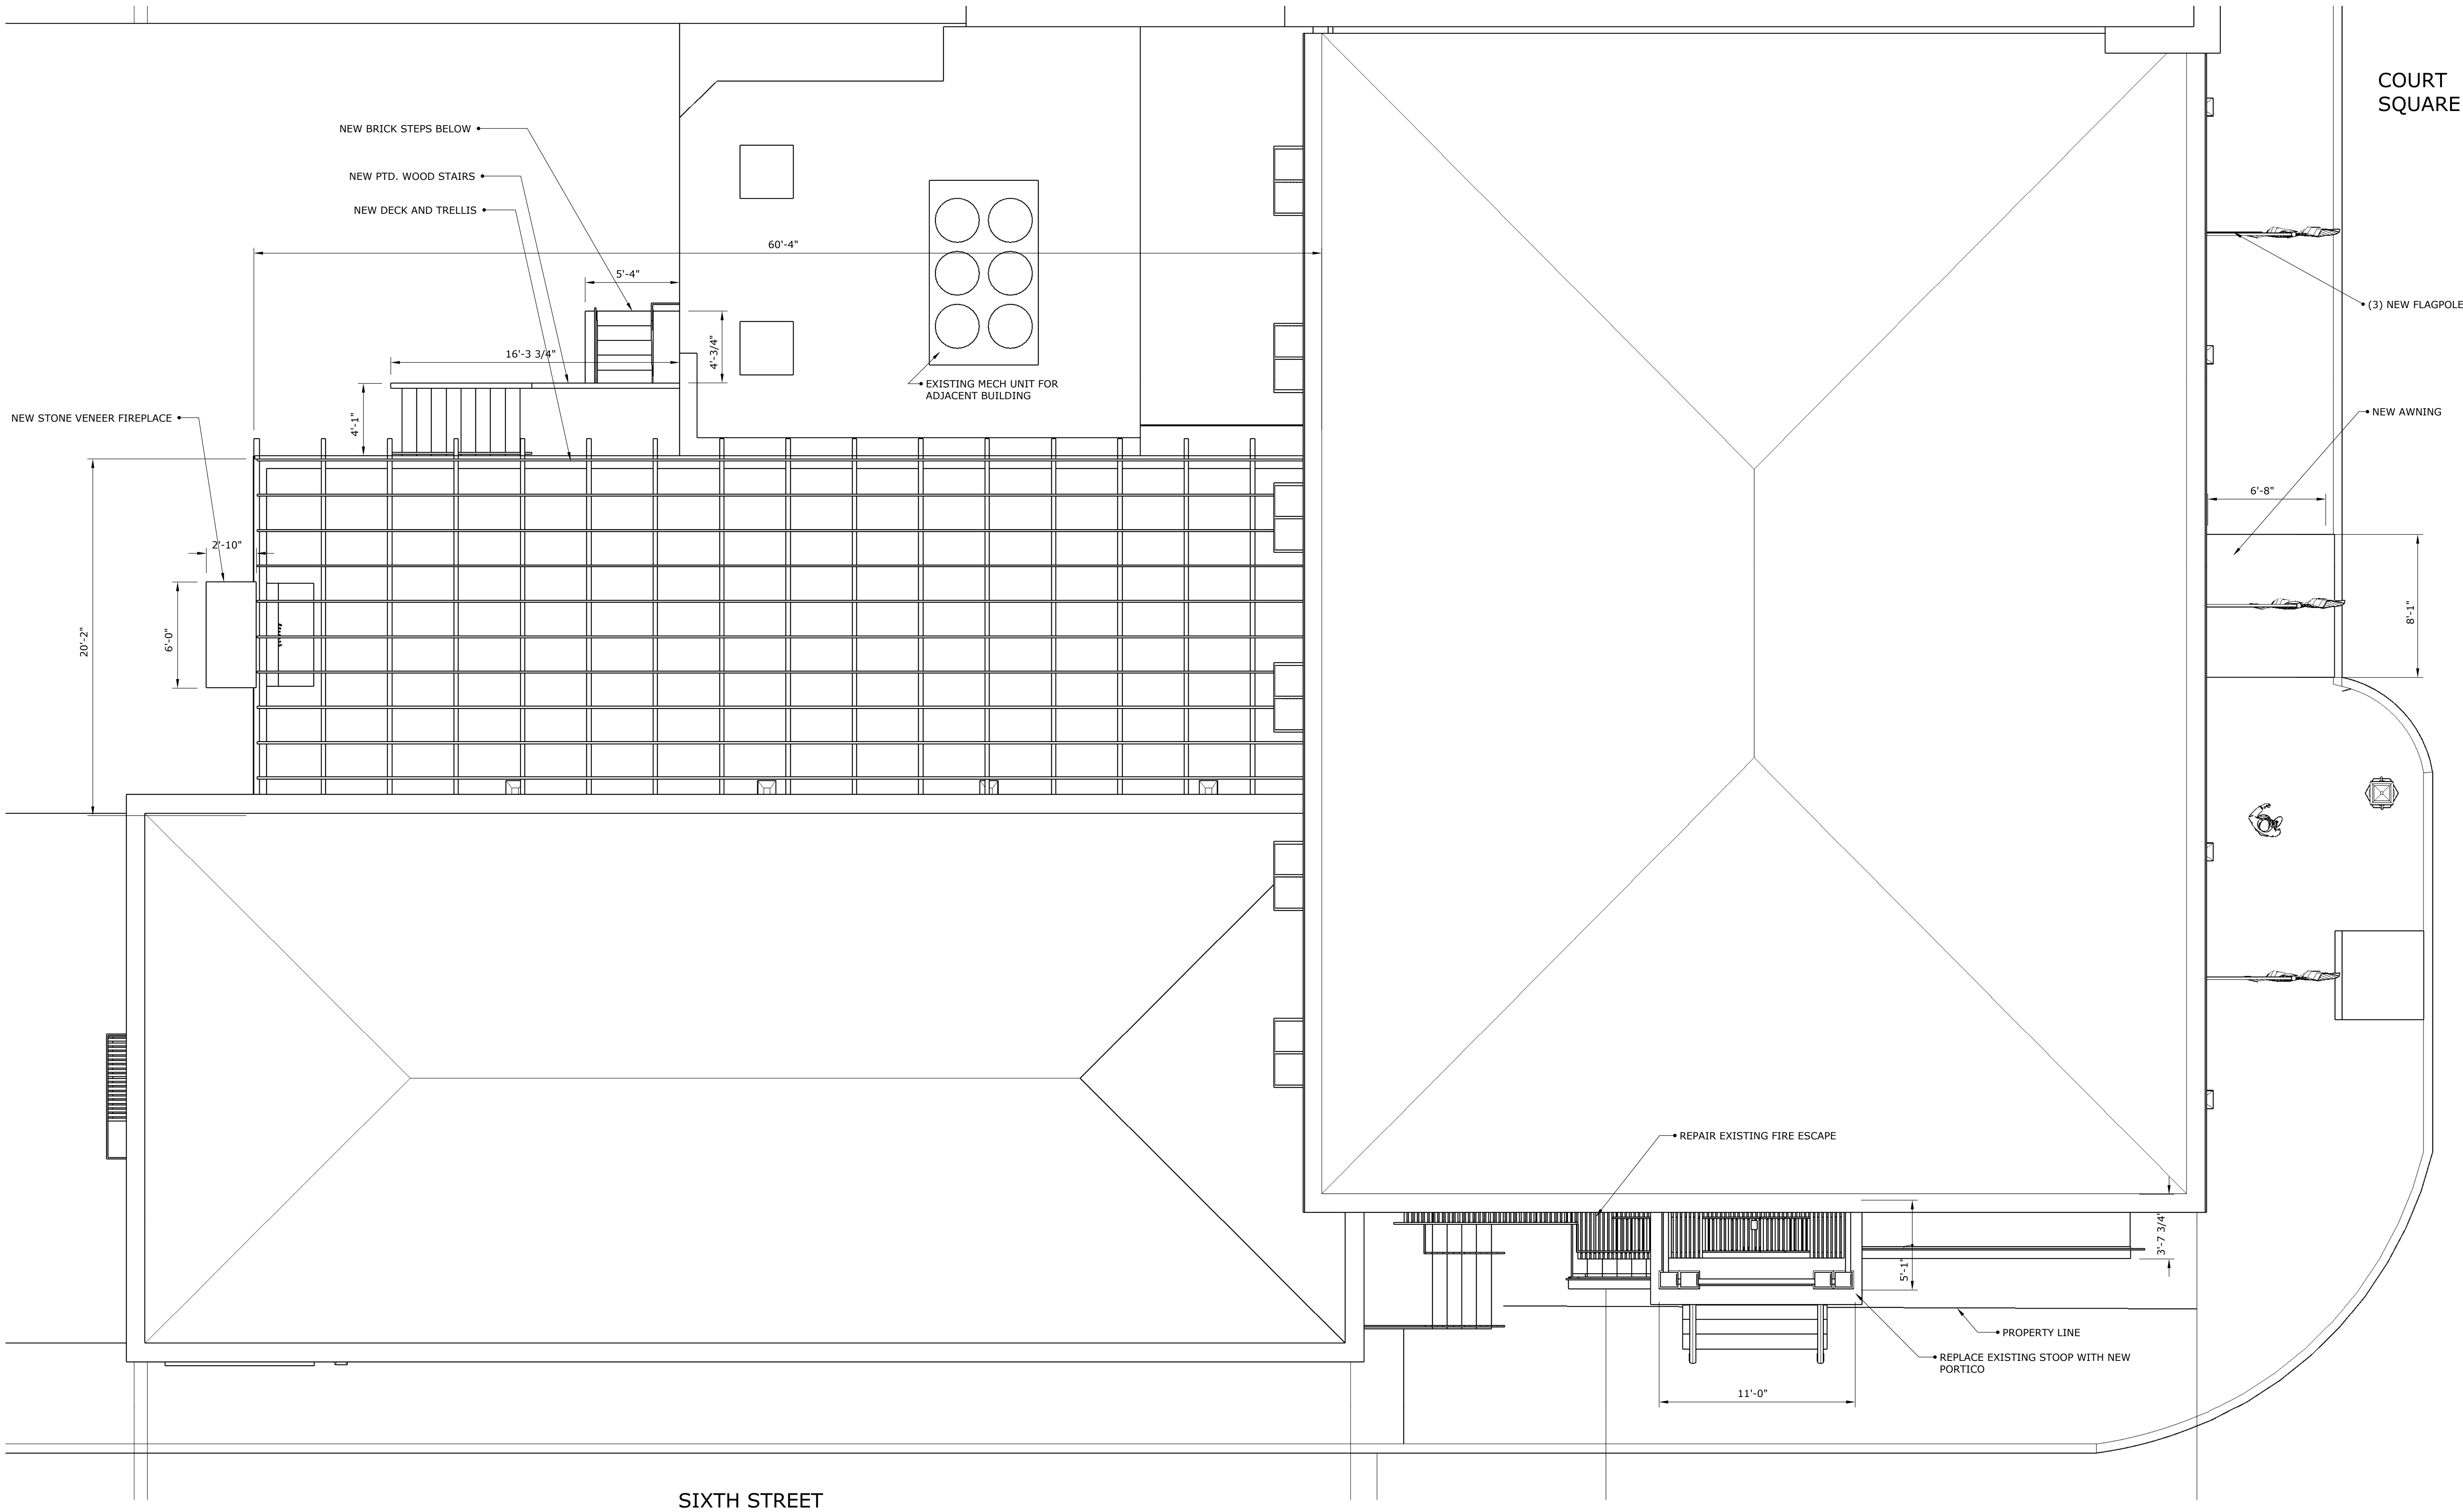 COURT
SQUARE
NEW BRICK STEPS BELOW
NEW PTD. WOOD STAIRS
NEW DECK AND TRELLIS
60'-4"
5'-4"
(3) NEW FLAGPOLE
4'-3/4"
16'-3 3/4"
EXISTING MECH UNIT FOR
ADJACENT BUILDING
NEW STONE VENEER FIREPLACE
4'-1"
NEW AWNING
6'-8"
2'-10"
20'-2"
6'-0"
8'-1"
REPAIR EXISTING FIRE ESCAPE
3'-7 3/4"
5'-1"
PROPERTY LINE
REPLACE EXISTING STOOP WITH NEW
PORTICO
11'-0"
SIXTH STREET